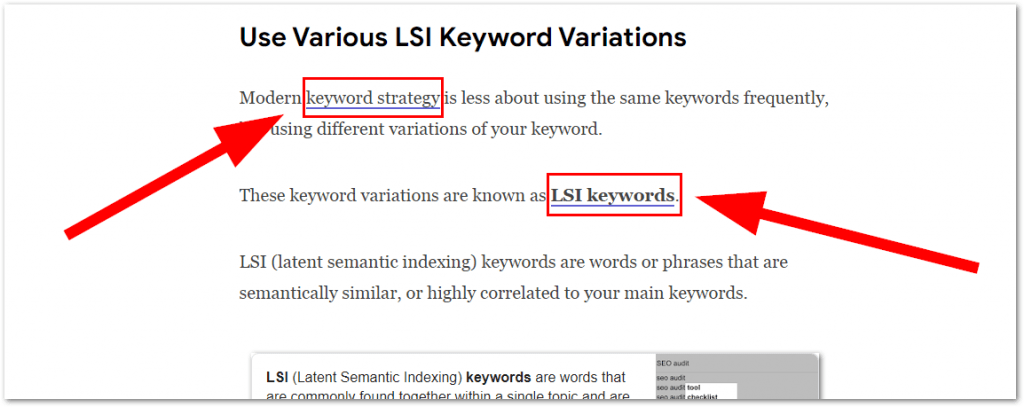 Use Various LSI Keyword Variations
Modern keyword strategy is less about using the same keywords frequently,
using different variations of your keyword.
These keyword variations are known as LSI keywords.
LSI (latent semantic indexing) keywords are words or phrases that are
semantically similar, or highly correlated to your main keywords.
LSI (Latent Semantic Indexing) keywords are words that
are commonly found together within a single topic and are
SEO audit
seo audit
seo audit tool
seo audit checklist